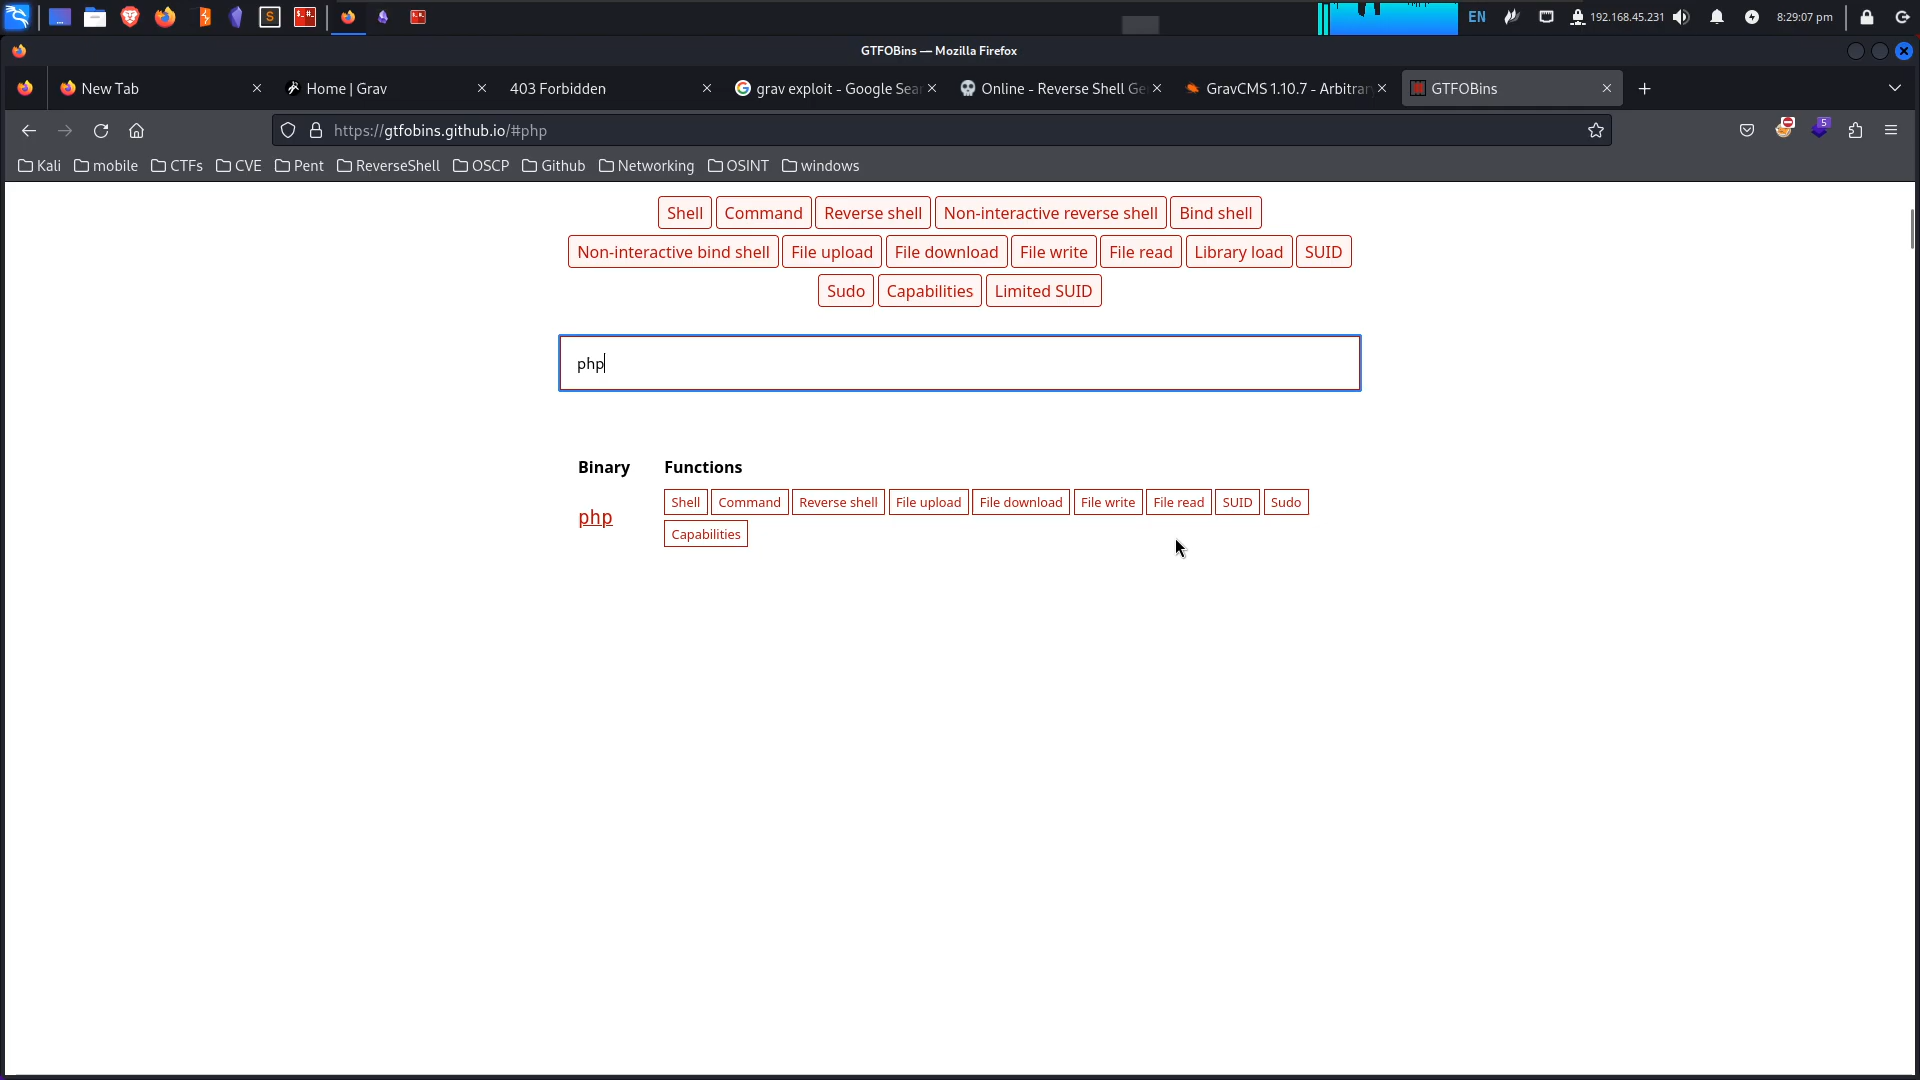 EN 192.168.45.231 8:29:07 pm
GTFOBins — Mozilla Firefox
New Tab Home | Grav 403 Forbidden grav exploit - Google Sear Online - Reverse Shell Ge GravCMS 1.10.7 - Arbitrar GTFOBins
https://gtfobins.github.io/#php 5
Kali mobile CTFs CVE Pent ReverseShell OSCP Github Networking OSINT windows
Shell Command Reverse shell Non-interactive reverse shell Bind shell
Non-interactive bind shell File upload File download File write File read Library load SUID
Sudo Capabilities Limited SUID
php
Binary Functions
php Shell Command Reverse shell File upload File download File write File read SUID Sudo
Capabilities